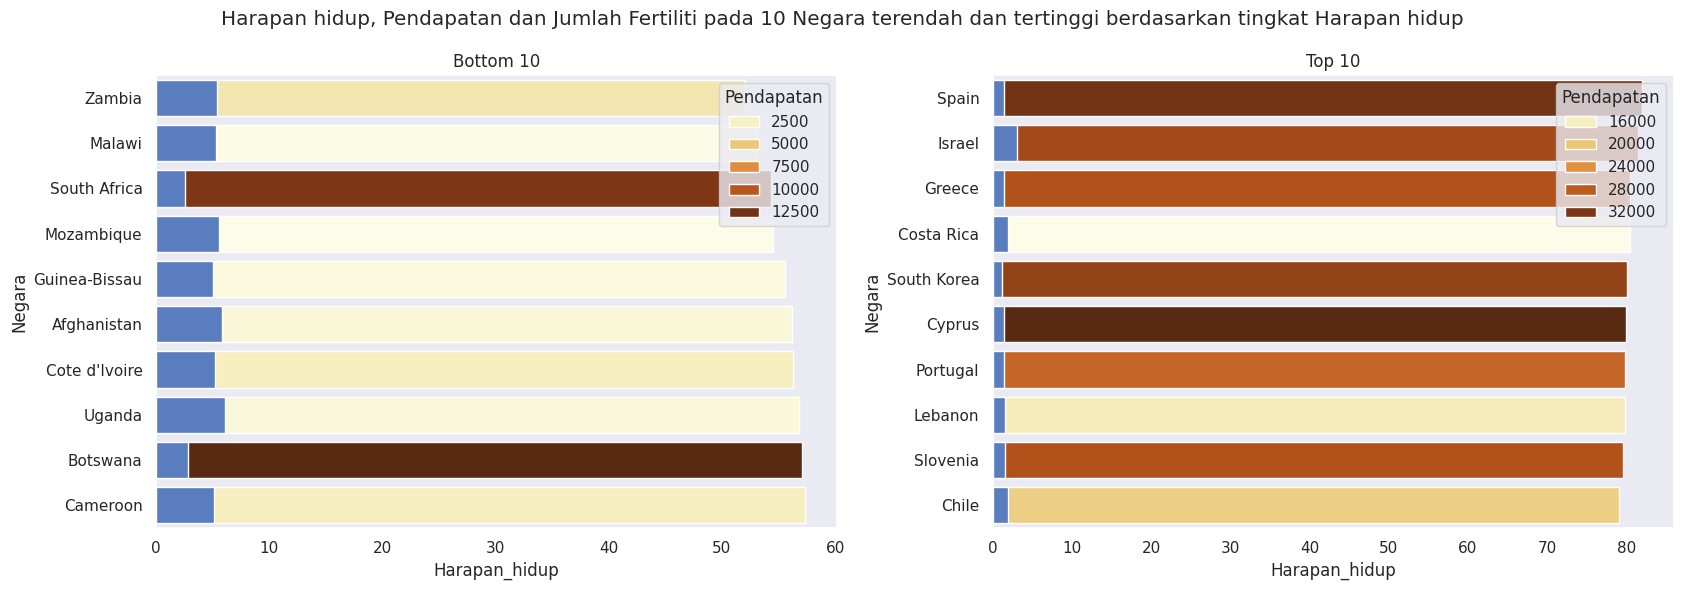 Harapan hidup, Pendapatan dan Jumlah Fertiliti pada 10 Negara terendah dan tertinggi berdasarkan tingkat Harapan hidup
Bottom 10
Negara
Zambia
Malawi
South Africa
Mozambique
Guinea-Bissau
Afghanistan
Cote d'Ivoire
Uganda
Botswana
Cameroon
Pendapatan
2500
5000
7500
10000
12500
0 10 20 30 40 50 60
Harapan_hidup
Top 10
Negara
Spain
Israel
Greece
Costa Rica
South Korea
Cyprus
Portugal
Lebanon
Slovenia
Chile
Pendapatan
16000
20000
24000
28000
32000
0 10 20 30 40 50 60 70 80
Harapan_hidup